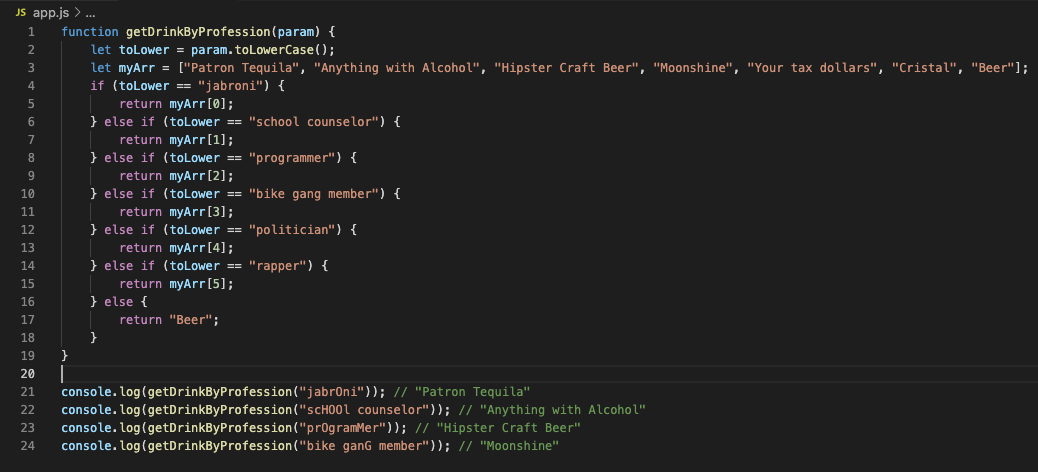 JS app.js > ...
1 function getDrinkByProfession(param) {
2     let toLower = param.toLowerCase();
3     let myArr = ["Patron Tequila", "Anything with Alcohol", "Hipster Craft Beer", "Moonshine", "Your tax dollars", "Cristal", "Beer"];
4     if (toLower == "jabroni") {
5         return myArr[0];
6     } else if (toLower == "school counselor") {
7         return myArr[1];
8     } else if (toLower == "programmer") {
9         return myArr[2];
10     } else if (toLower == "bike gang member") {
11         return myArr[3];
12     } else if (toLower == "politician") {
13         return myArr[4];
14     } else if (toLower == "rapper") {
15         return myArr[5];
16     } else {
17         return "Beer";
18     }
19 }
20
21 console.log(getDrinkByProfession("jabrOni")); // "Patron Tequila"
22 console.log(getDrinkByProfession("scHOOl counselor")); // "Anything with Alcohol"
23 console.log(getDrinkByProfession("prOgramMer")); // "Hipster Craft Beer"
24 console.log(getDrinkByProfession("bike ganG member")); // "Moonshine"